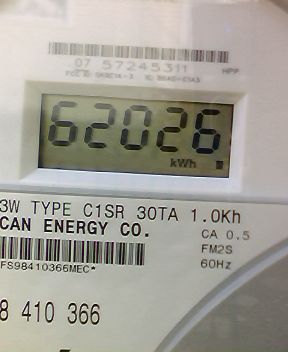 07 57245311 HPP
62026
kWh
3W TYPE C1SR 30TA 1.0Kh
CAN ENERGY CO.
CA 0.5
FM2S
60Hz
FS98410366MEC*
8 410 366